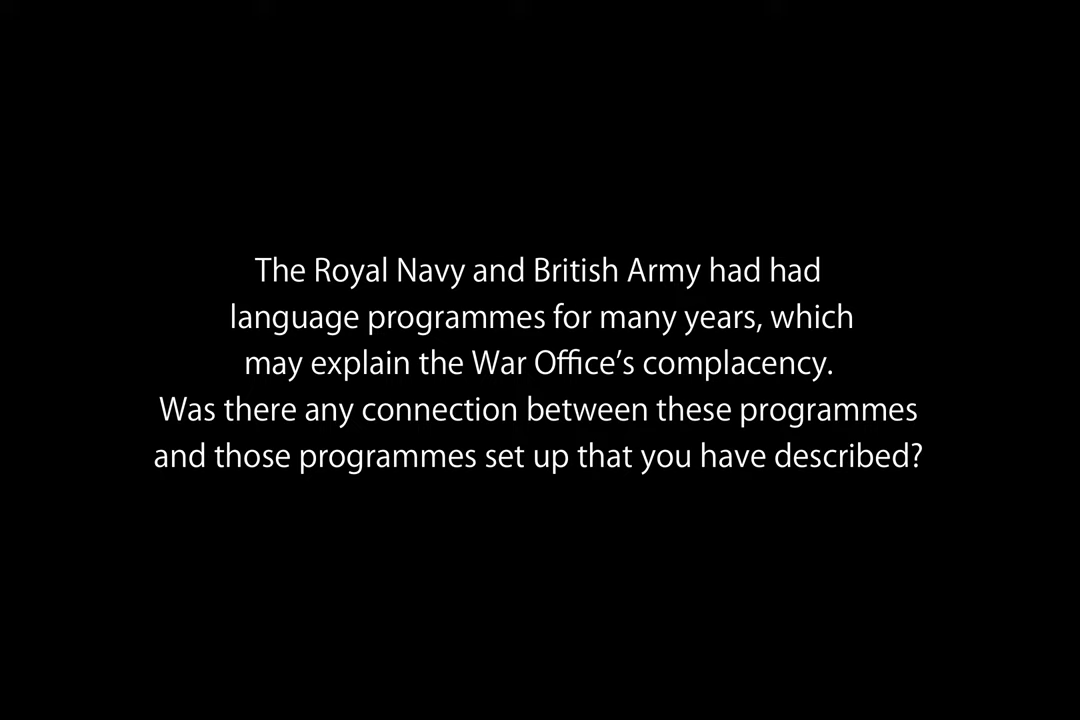 The Royal Navy and British Army had had
language programmes for many years, which
may explain the War Office’s complacency.
Was there any connection between these programmes
and those programmes set up that you have described?